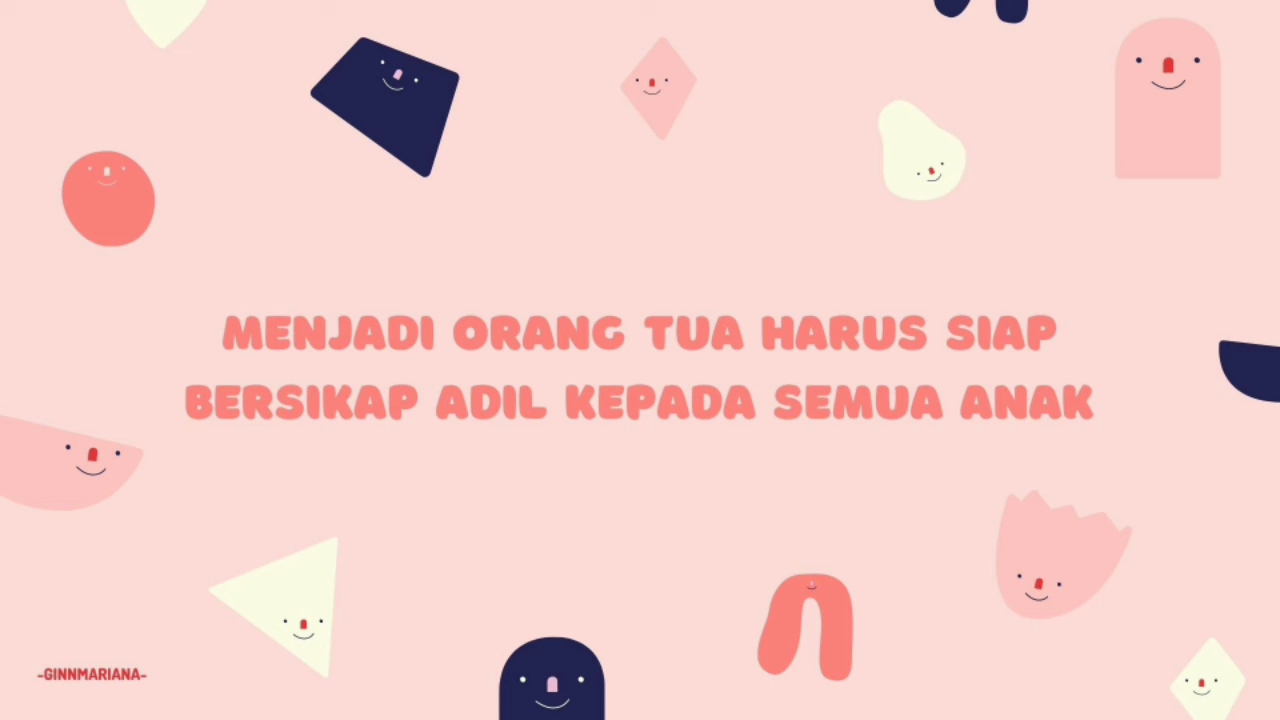 MENJADI ORANG TUA HARUS SIAP
BERSIKAP ADIL KEPADA SEMUA ANAK
-GINNMARIANA-